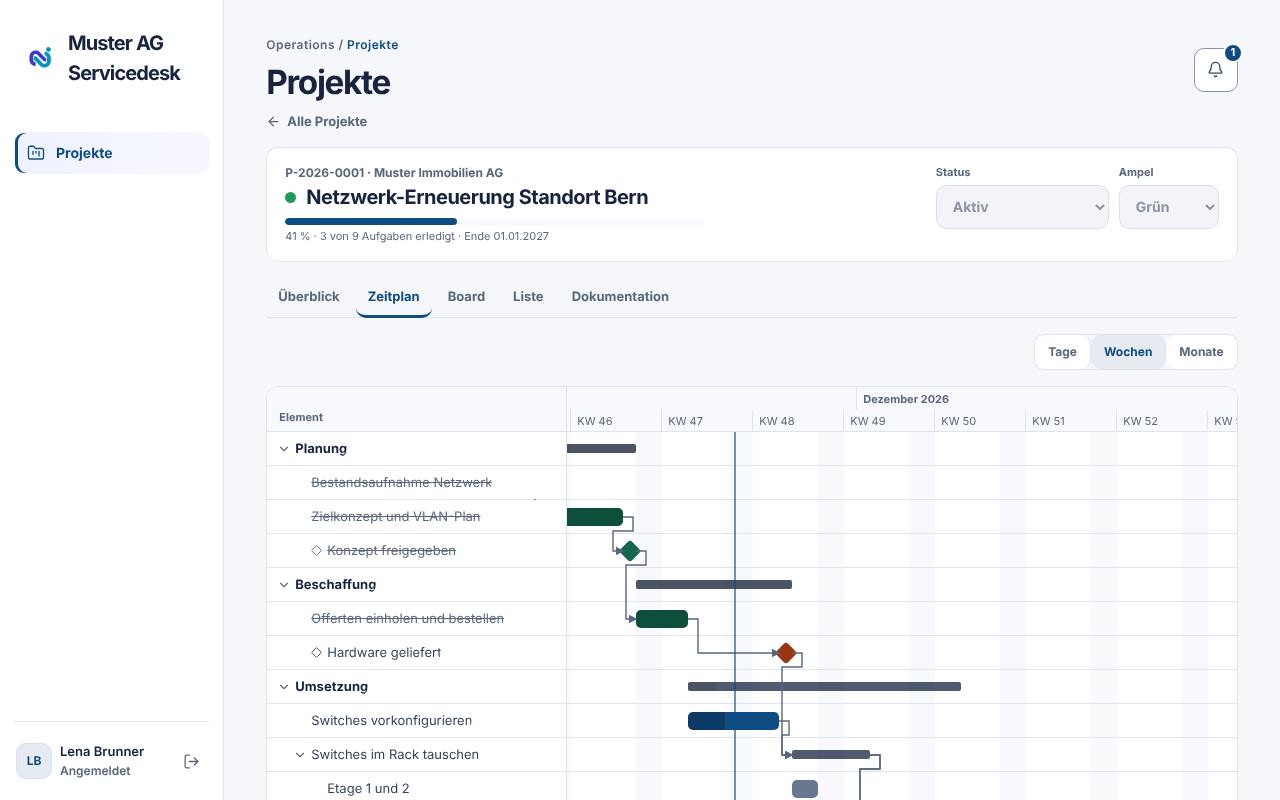 Muster AG
Servicedesk
Projekte
Lena Brunner
LB
Angemeldet
Operations / Projekte
Projekte
1
Alle Projekte
P-2026-0001 · Muster Immobilien AG
Netzwerk-Erneuerung Standort Bern
41 % · 3 von 9 Aufgaben erledigt · Ende 01.01.2027
Status
Aktiv
Ampel
Grün
Überblick
Zeitplan
Board
Liste
Dokumentation
Tage
Wochen
Monate
Element
Dezember 2026
KW 46
KW 47
KW 48
KW 49
KW 50
KW 51
KW 52
KW
Planung
Bestandsaufnahme Netzwerk
Zielkonzept und VLAN-Plan
Konzept freigegeben
Beschaffung
Offerten einholen und bestellen
Hardware geliefert
Umsetzung
Switches vorkonfigurieren
Switches im Rack tauschen
Etage 1 und 2